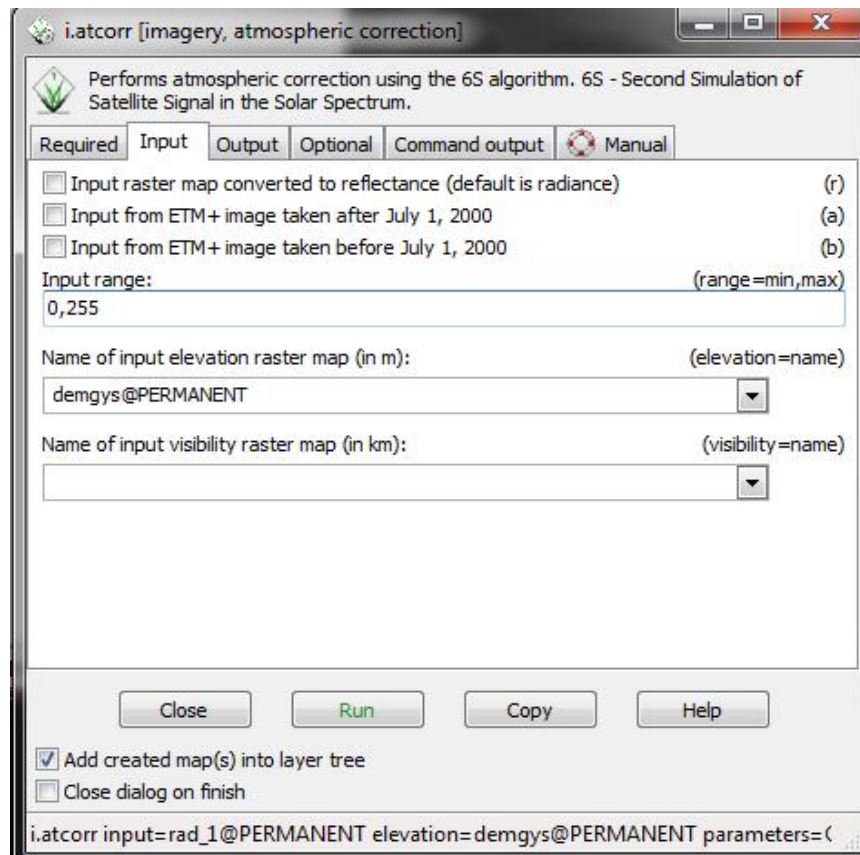 i.atcorr [imagery, atmospheric correction]
Performs atmospheric correction using the 6S algorithm. 6S - Second Simulation of
Satellite Signal in the Solar Spectrum.
Required Input Output Optional Command output Manual
Input raster map converted to reflectance (default is radiance) (r)
Input from ETM+ image taken after July 1, 2000 (a)
Input from ETM+ image taken before July 1, 2000 (b)
Input range: (range=min,max)
0,255
Name of input elevation raster map (in m): (elevation=name)
demgys@PERMANENT
Name of input visibility raster map (in km): (visibility=name)
Close Run Copy Help
Add created map(s) into layer tree
Close dialog on finish
i.atcorr input=rad_1@PERMANENT elevation=demgys@PERMANENT parameters=